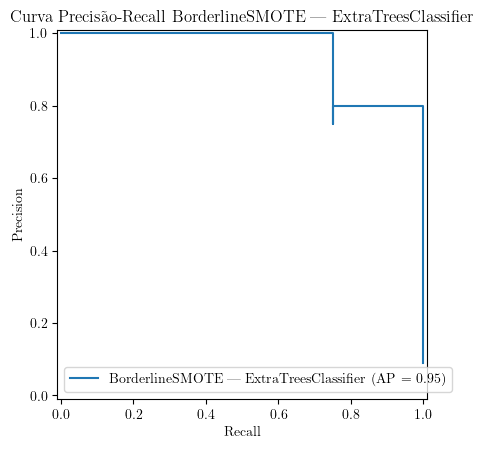 Curva Precisão-Recall BorderlineSMOTE — ExtraTreesClassifier
1.0
0.8
0.6
0.4
0.2
0.0
Precision
BorderlineSMOTE — ExtraTreesClassifier (AP = 0.95)
0.0 0.2 0.4 0.6 0.8 1.0
Recall